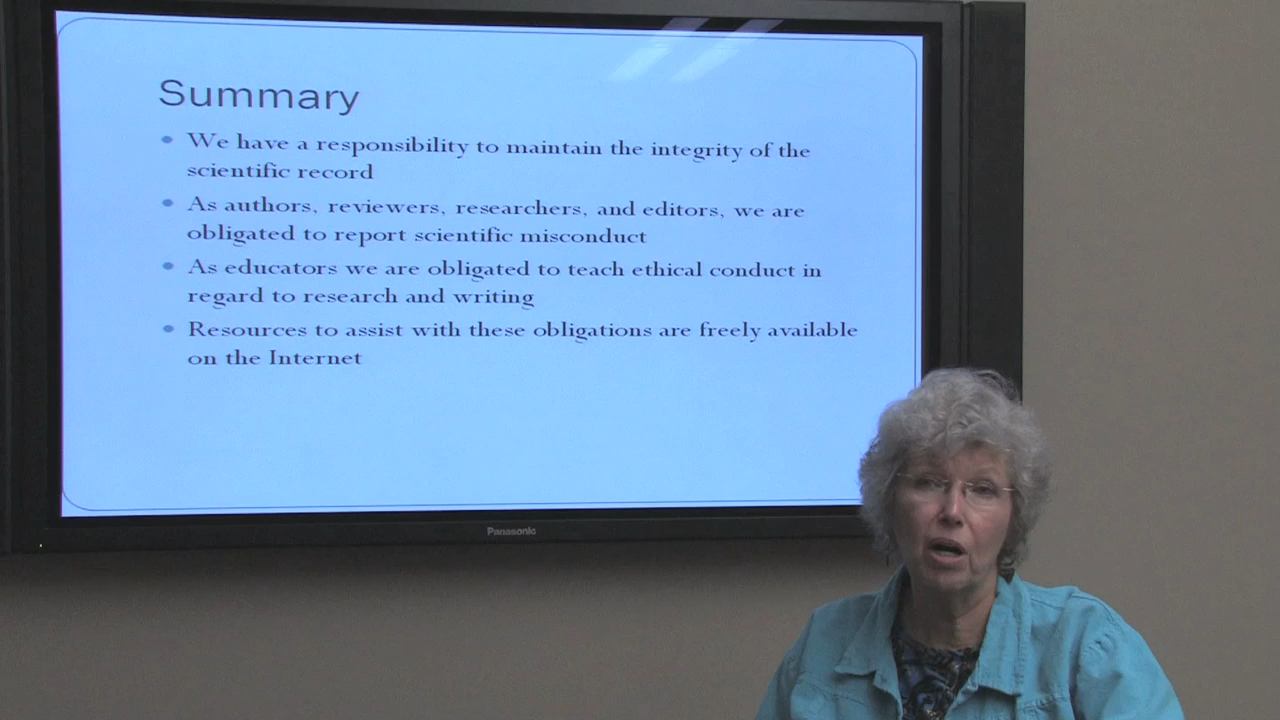 Summary
We have a responsibility to maintain the integrity of the
scientific record
As authors, reviewers, researchers, and editors, we are
obligated to report scientific misconduct
As educators we are obligated to teach ethical conduct in
regard to research and writing
Resources to assist with these obligations are freely available
on the Internet
Panasonic